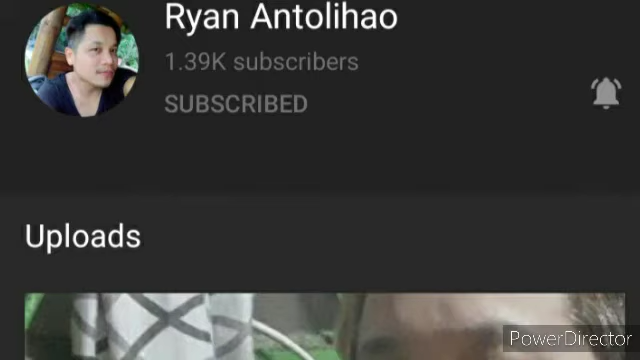 Ryan Antolihao
1.39K subscribers
SUBSCRIBED
Uploads
PowerDirector